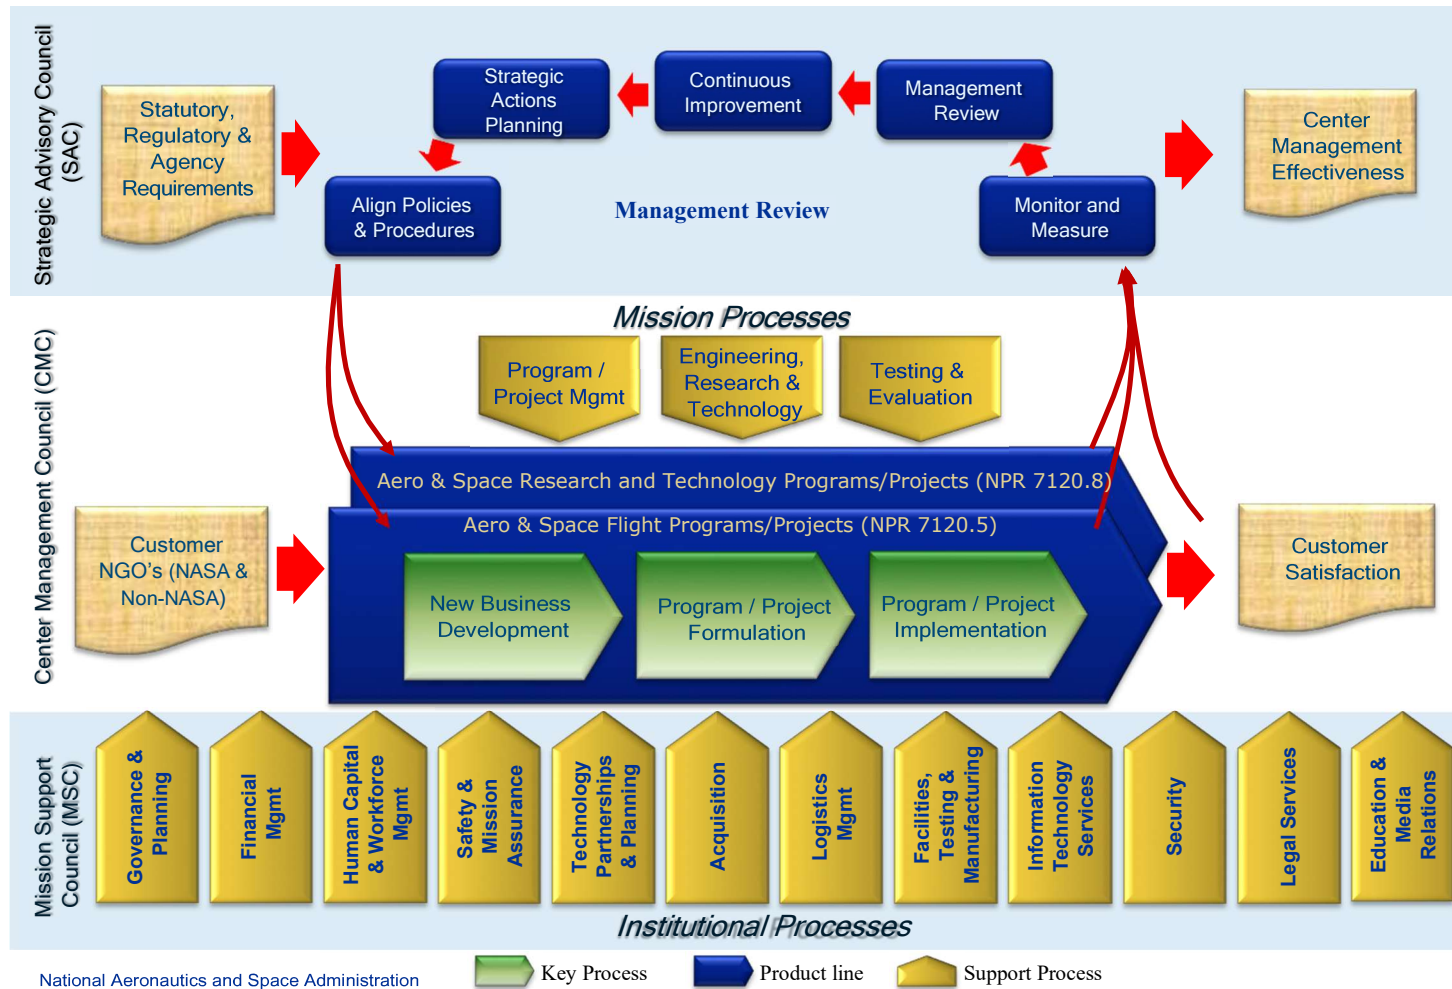 Strategic Advisory Council
(SAC)
Statutory,
Regulatory &
Agency
Requirements
Strategic
Actions
Planning
Continuous
Improvement
Management
Review
Align Policies
& Procedures
Management Review
Monitor and
Measure
Center
Management
Effectiveness
Center Management Council (CMC)
Mission Processes
Program /
Project Mgmt
Engineering,
Research &
Technology
Testing &
Evaluation
Aero & Space Research and Technology Programs/Projects (NPR 7120.8)
Aero & Space Flight Programs/Projects (NPR 7120.5)
Customer
NGO's (NASA &
Non-NASA)
New Business
Development
Program / Project
Formulation
Program / Project
Implementation
Customer
Satisfaction
Mission Support
Council (MSC)
Governance &
Planning
Financial
Mgmt
Human Capital
& Workforce
Mgmt
Safety &
Mission
Assurance
Technology
Partnerships
& Planning
Acquisition
Logistics
Mgmt
Facilities,
Testing &
Manufacturing
Information
Technology
Services
Security
Legal Services
Education &
Media
Relations
Institutional Processes
National Aeronautics and Space Administration
Key Process
Product line
Support Process